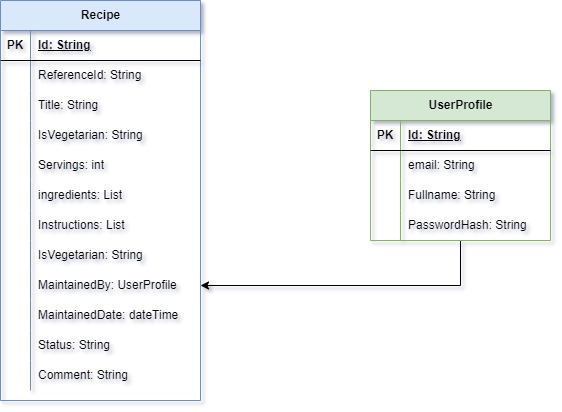 Recipe
PK Id: String
ReferenceId: String
Title: String
IsVegetarian: String
Servings: int
ingredients: List
Instructions: List
IsVegetarian: String
MaintainedBy: UserProfile
MaintainedDate: dateTime
Status: String
Comment: String
UserProfile
PK Id: String
email: String
Fullname: String
PasswordHash: String